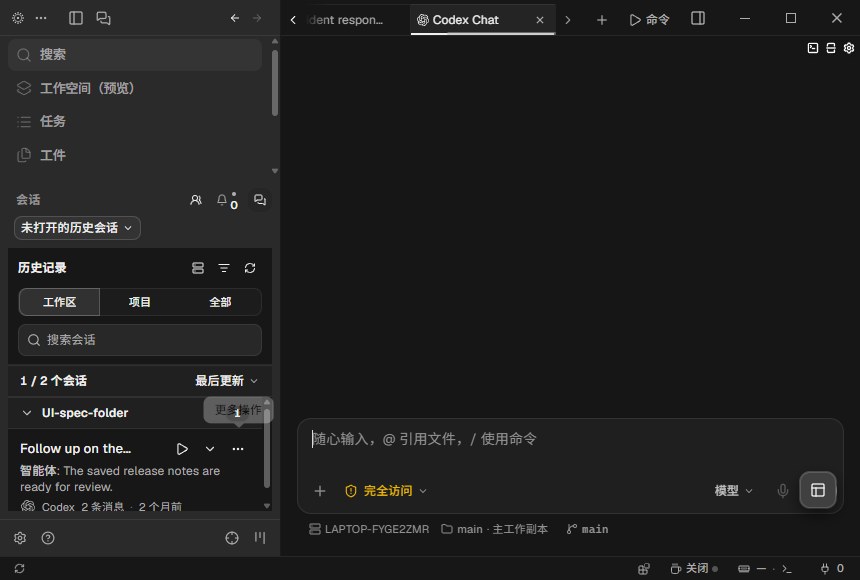 dent respon...
Codex Chat
命令
搜索
工作空间（预览）
任务
工件
会话
0
未打开的历史会话
历史记录
工作区 项目 全部
搜索会话
1 / 2 个会话 最后更新
更多操作
UI-spec-folder 1
Follow up on the...
智能体: The saved release notes are
ready for review.
Codex 2 条消息 · 2 个月前
随心输入，@ 引用文件，/ 使用命令
完全访问 模型
LAPTOP-FYGE2ZMR main · 主工作副本 main
关闭 — · 0